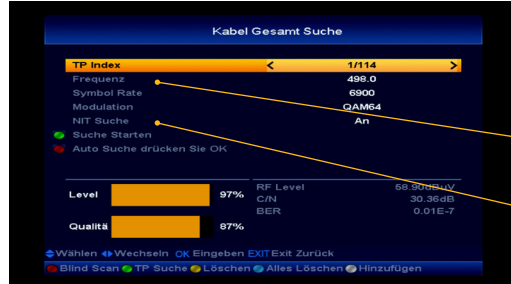 Kabel Gesamt Suche
TP Index 1/114
Frequenz 498.0
Symbol Rate 6900
Modulation QAM64
NIT Suche An
Suche Starten
Auto Suche drücken Sie OK
Level 97%
RF Level 58.90dBuV
C/N 30.36dB
BER 0.01E-7
Qualitä 87%
Wählen Wechseln OK Eingeben EXIT Exit Zurück
Blind Scan TP Suche Löschen Alles Löschen Hinzufügen